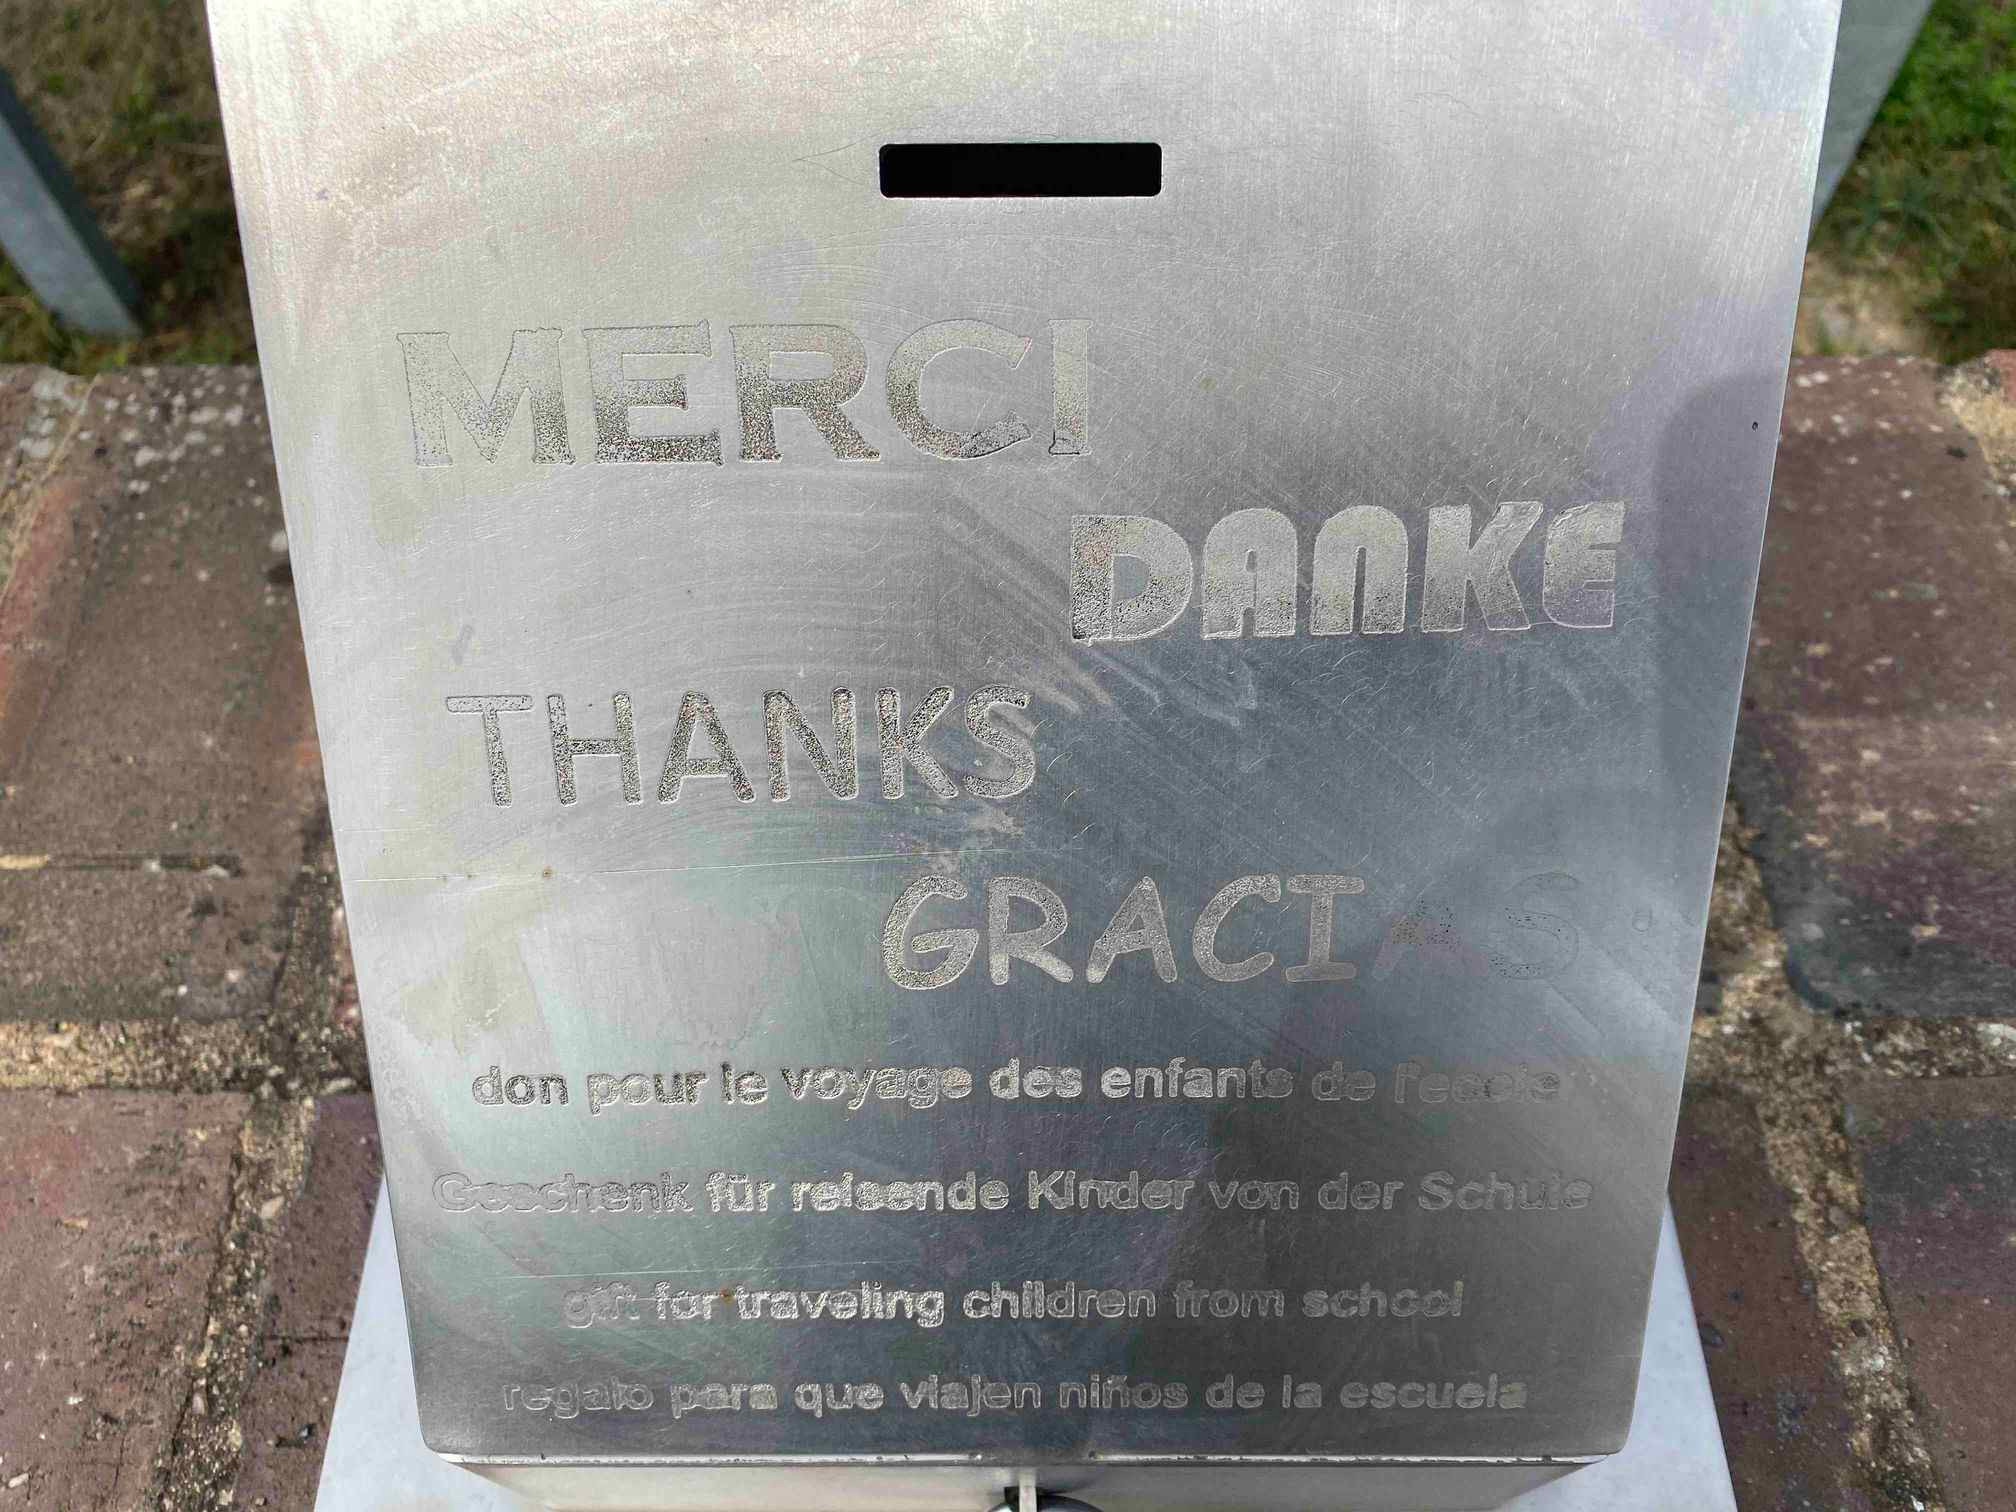 MERCI
DANKE
THANKS
GRACIAS
don pour le voyage des enfants de l'ecole
Geschenk für reisende Kinder von der Schule
gift for traveling children from school
regalo para que viajen niños de la escuela